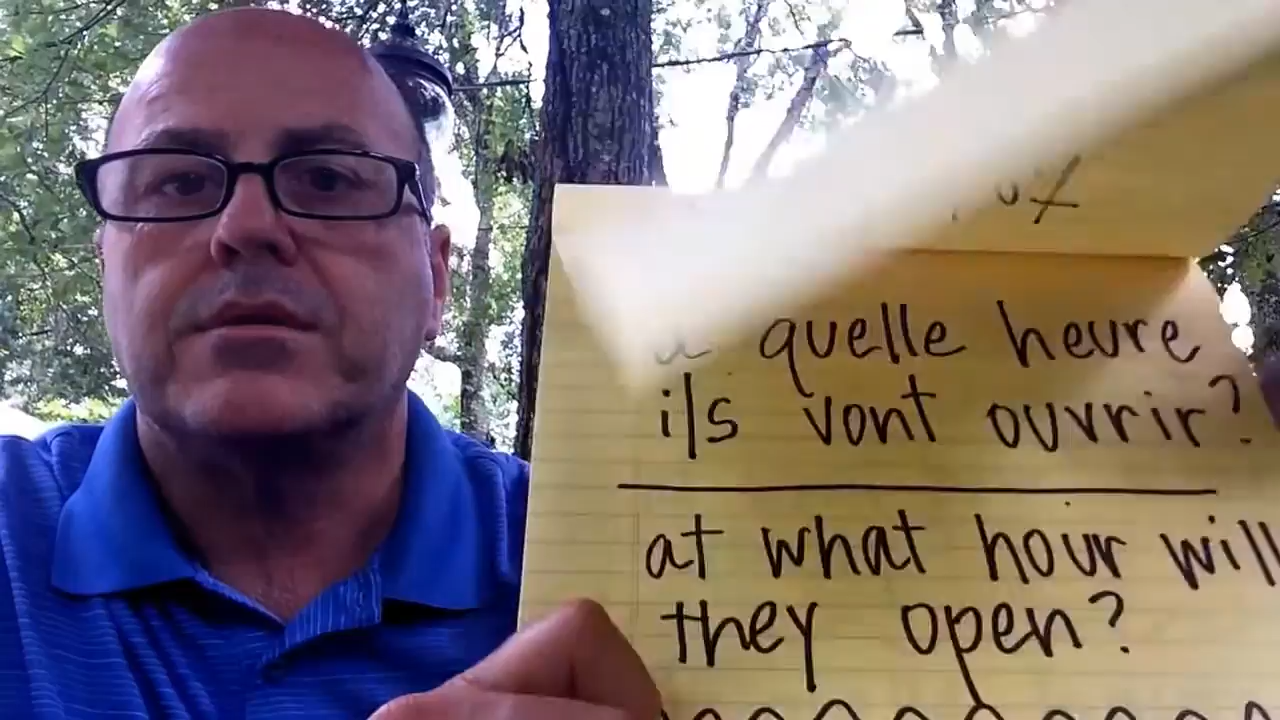 quelle heure
ils vont ouvrir?
at what hour will
they open?